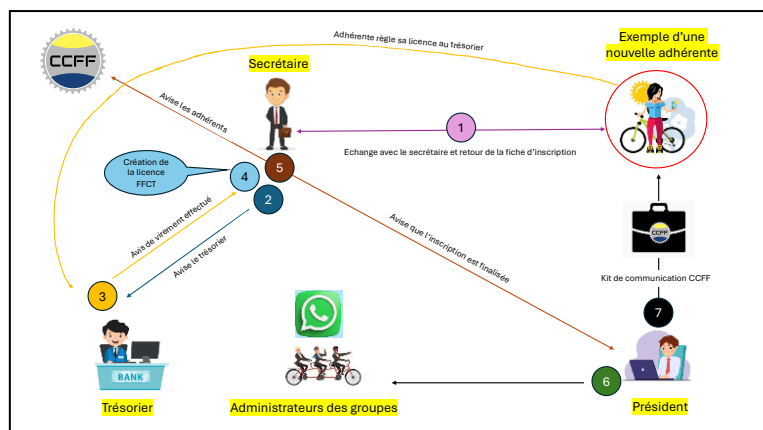 Adhérente règle sa licence au trésorier
Exemple d'une
nouvelle adhérente
CCFF
Secrétaire
Avise les adhérents
1
Echange avec le secrétaire et retour de la fiche d'inscription
Création de
la licence
FFCT
4
5
2
Avis de virement effectué
Avise le trésorier
Avise que l'inscription est finalisée
CCFF
Kit de communication CCFF
3
7
BANK
6
Trésorier
Administrateurs des groupes
Président